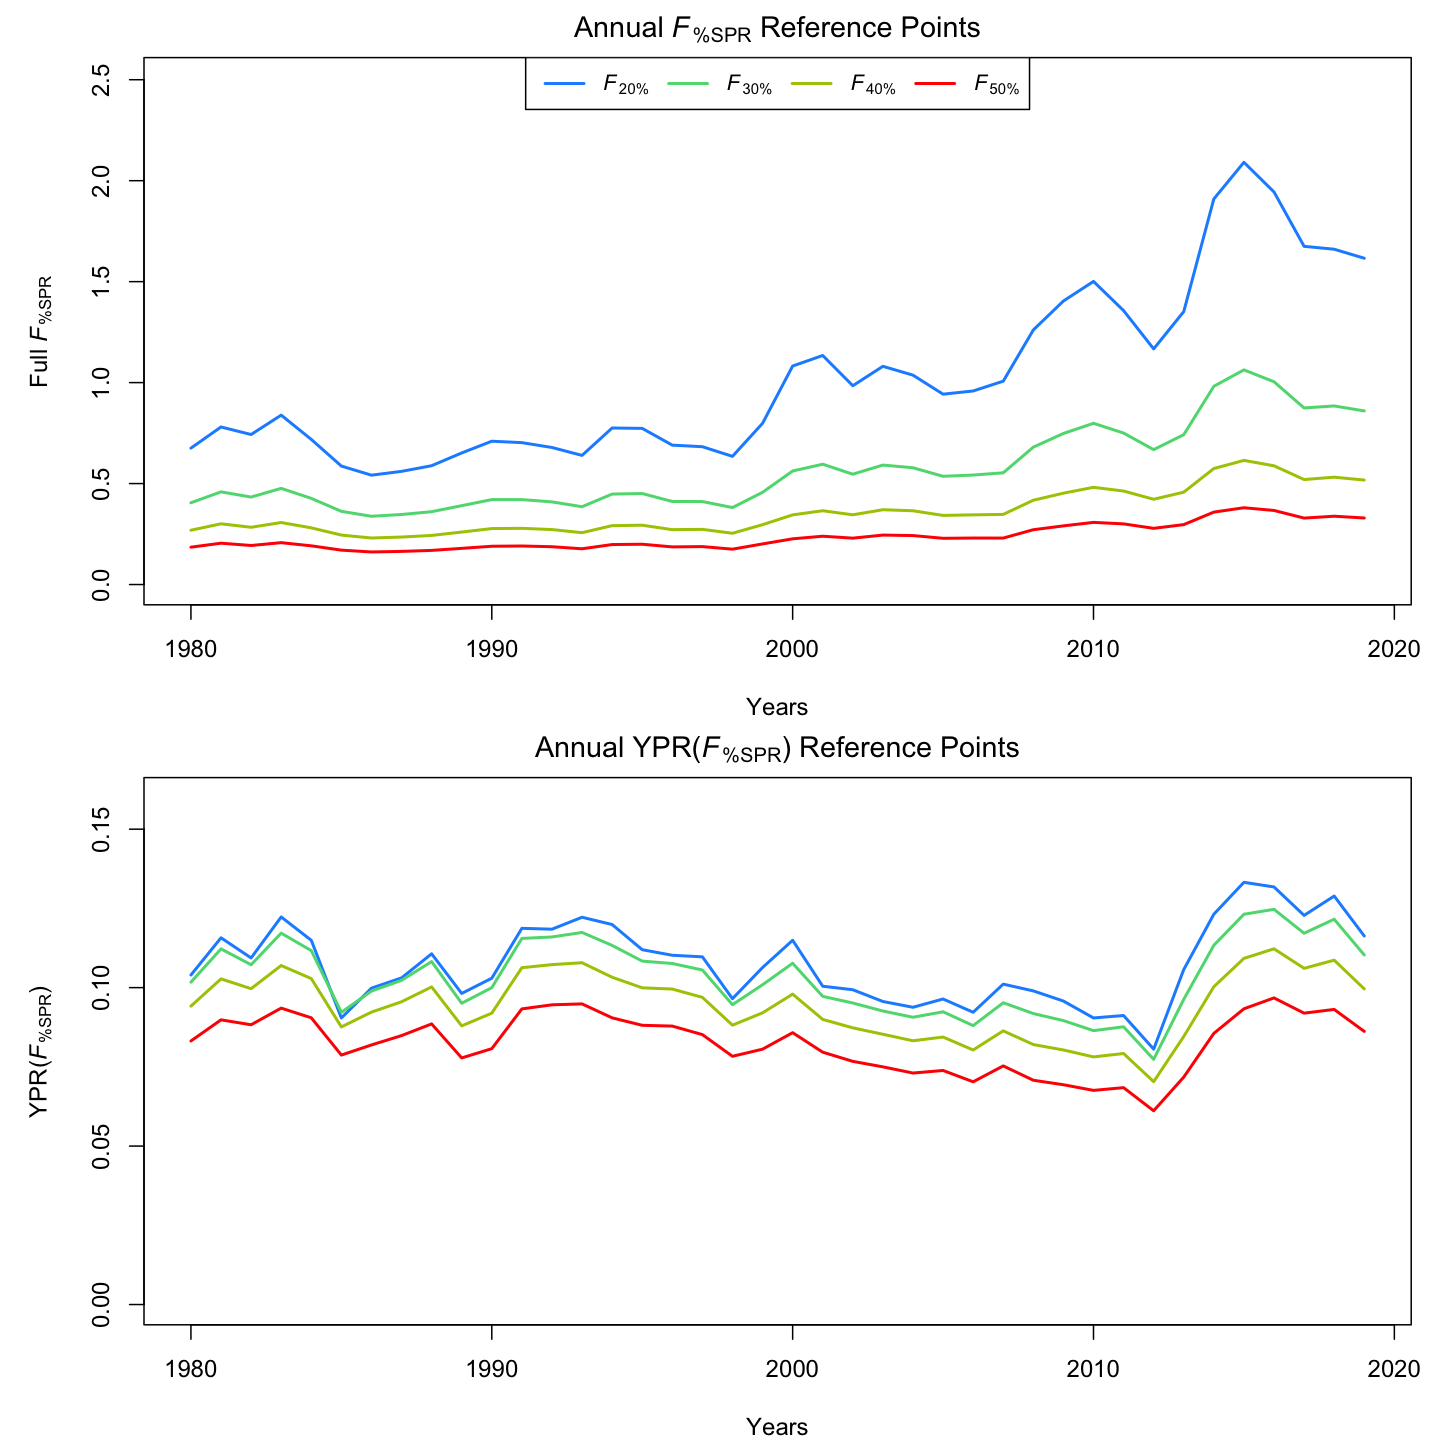 Annual F%SPR Reference Points
F20% F30% F40% F50%
Full F%SPR
2.5
2.0
1.5
1.0
0.5
0.0
1980 1990 2000 2010 2020
Years
Annual YPR(F%SPR) Reference Points
YPR(F%SPR)
0.15
0.10
0.05
0.00
1980 1990 2000 2010 2020
Years